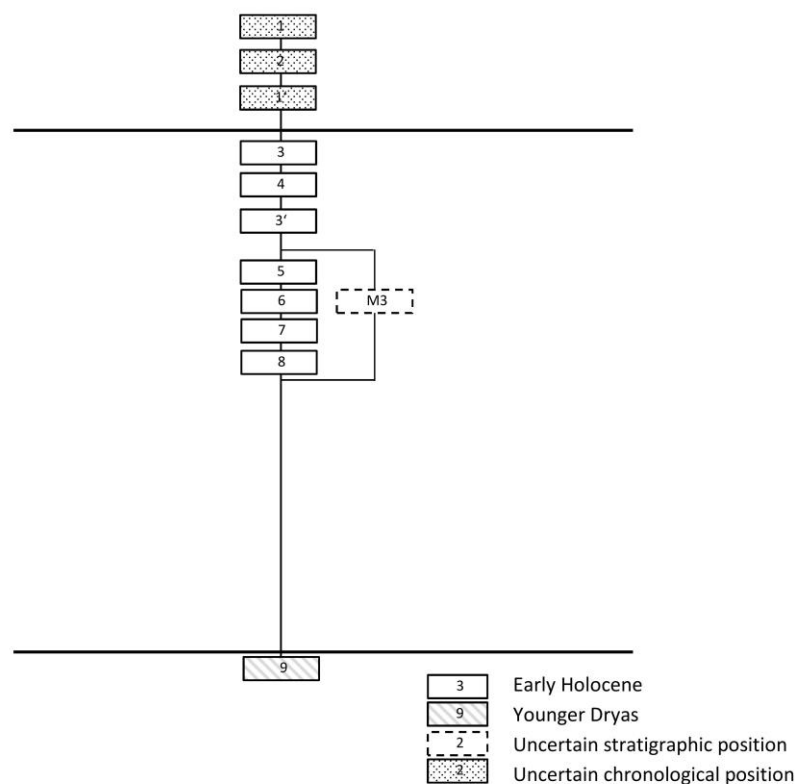 1
2
1'
3
4
3'
5
6
M3
7
8
9
3 Early Holocene
9 Younger Dryas
2 Uncertain stratigraphic position
2 Uncertain chronological position